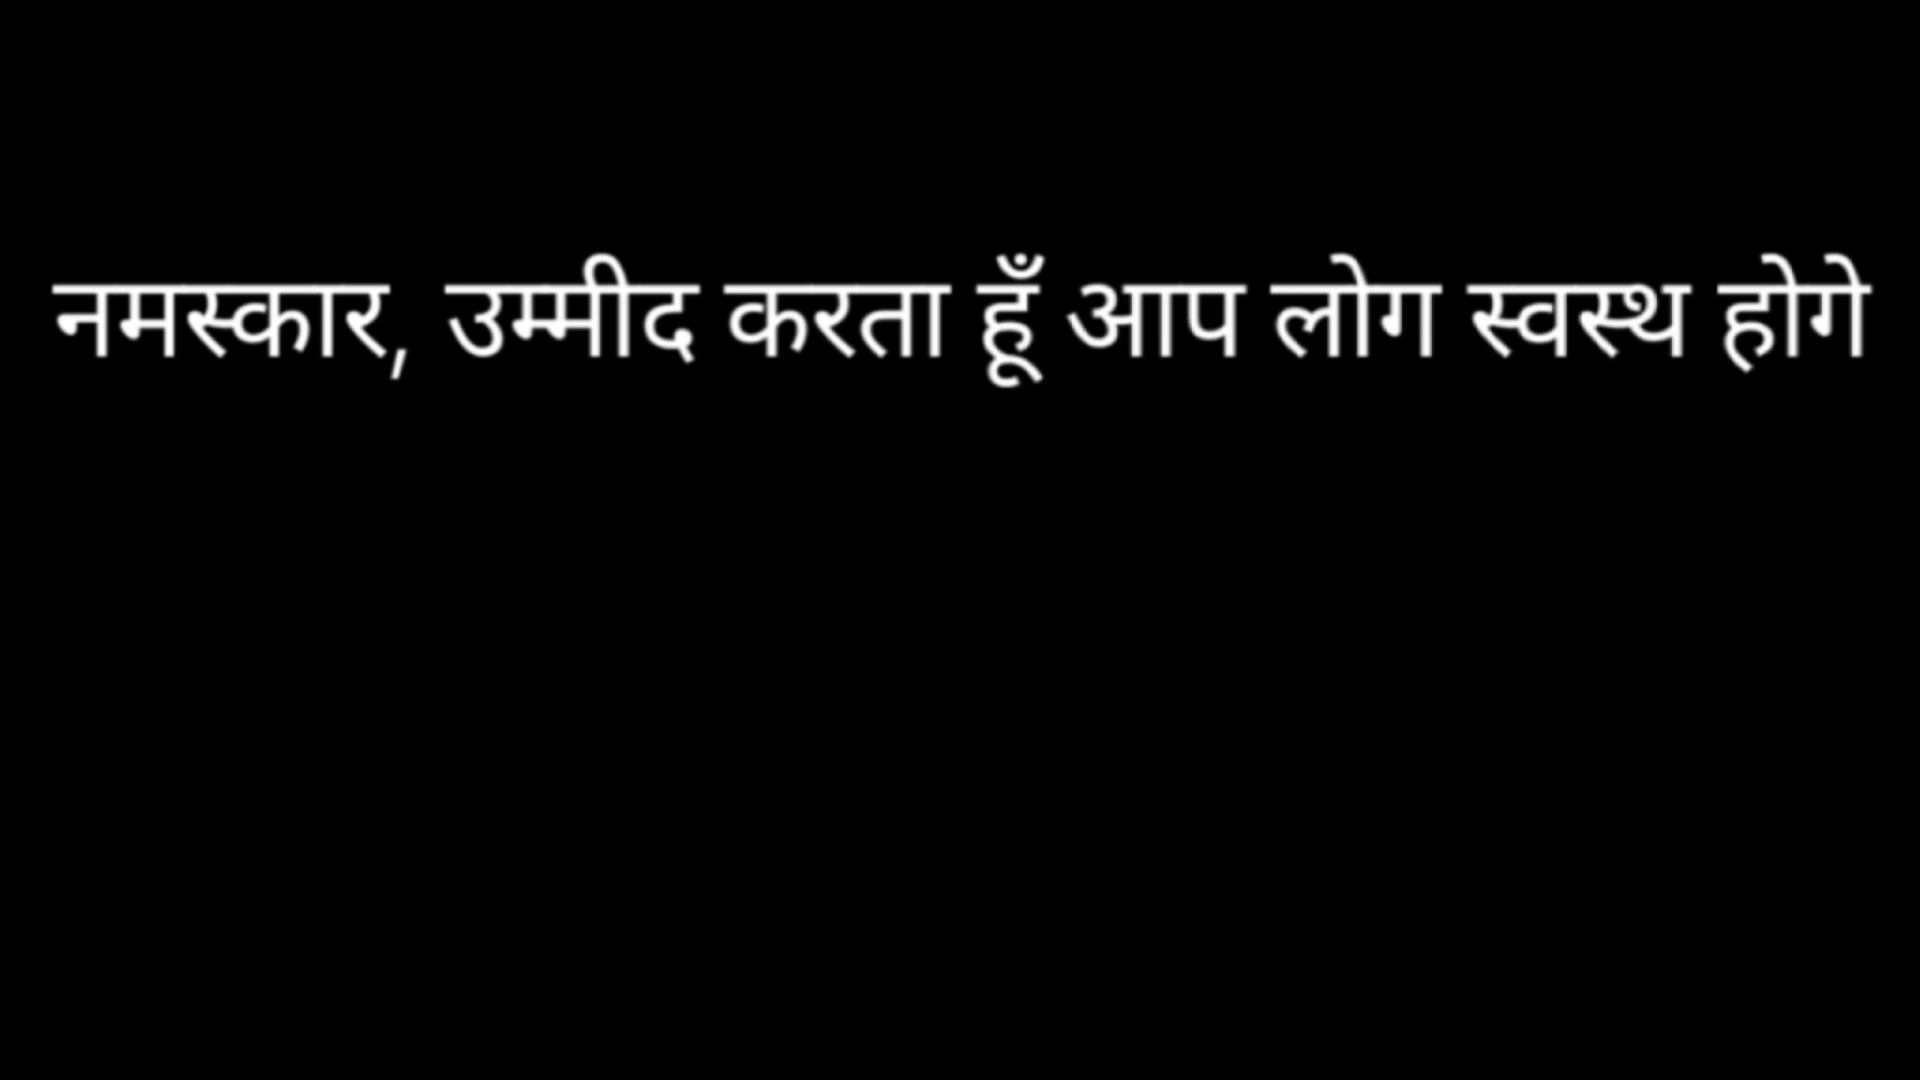 नमस्कार, उम्मीद करता हूँ आप लोग स्वस्थ होगे